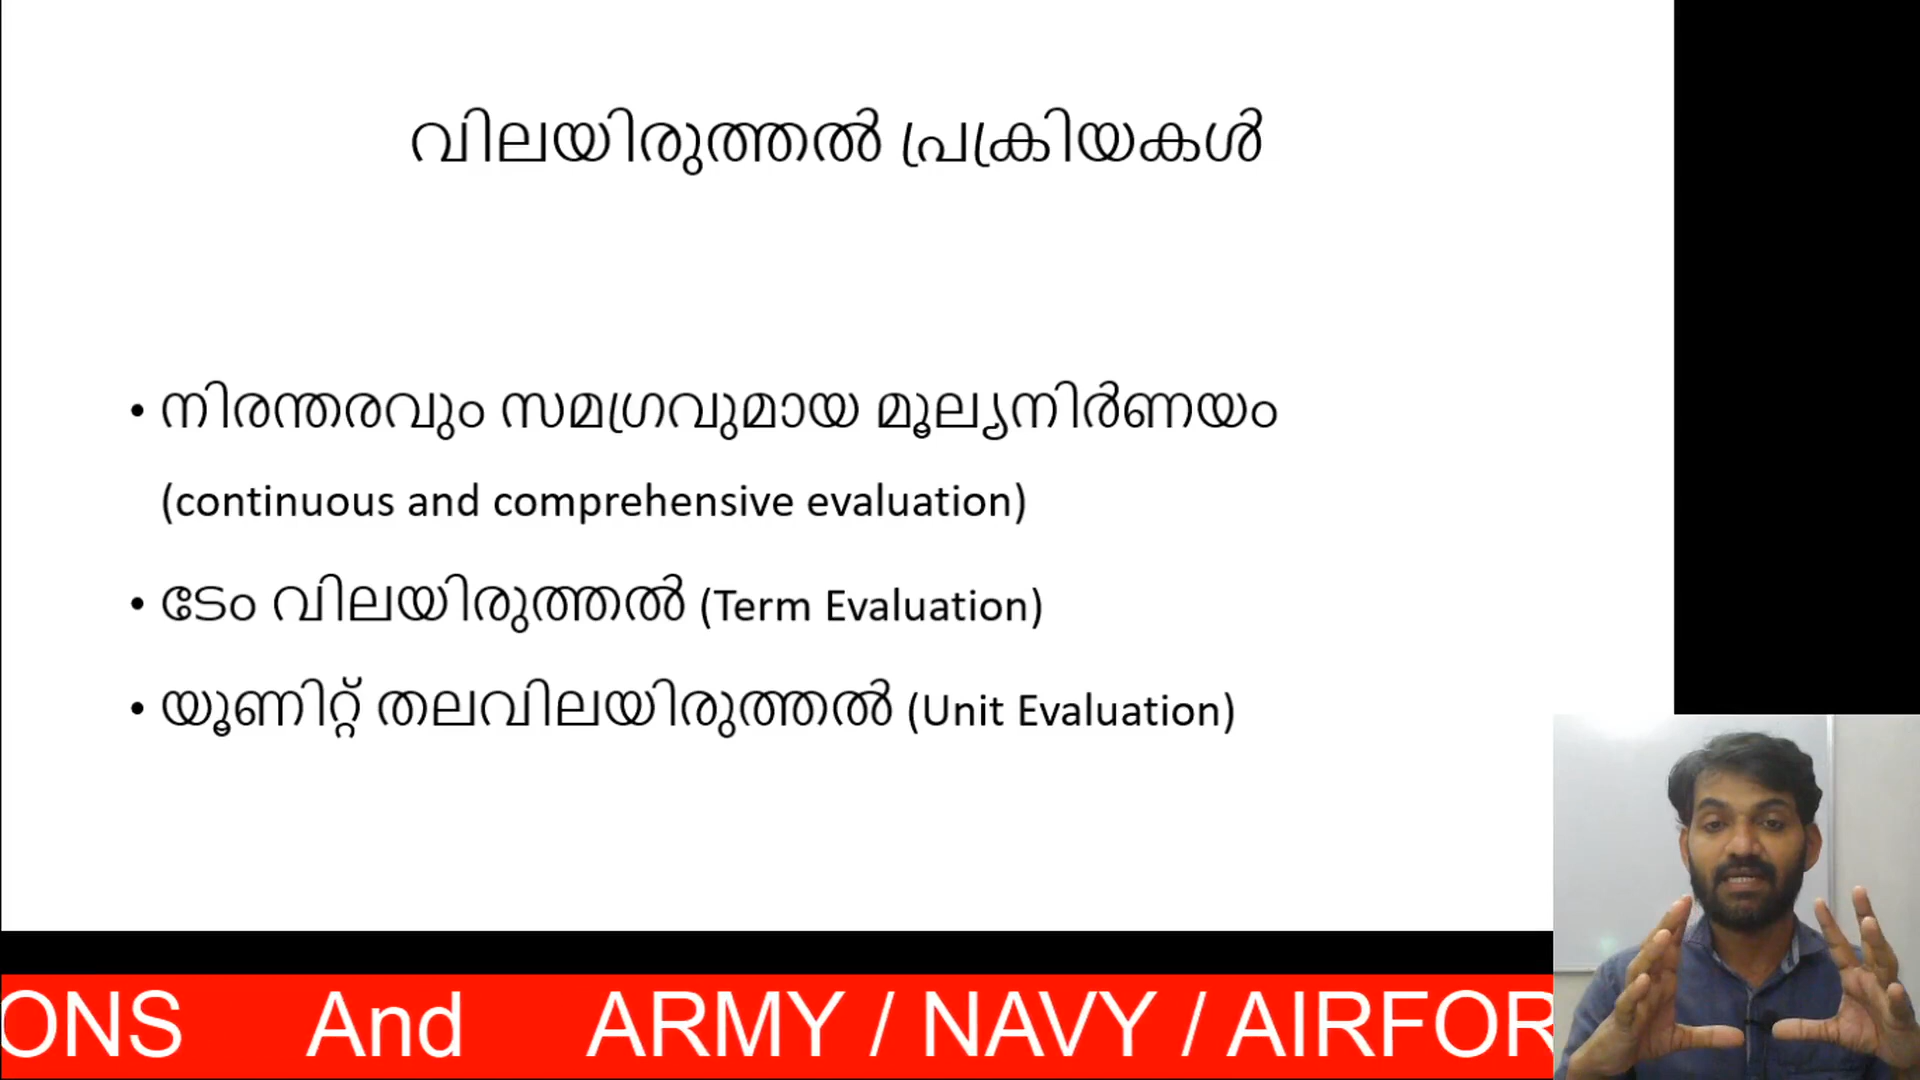 വിലയിരുത്തൽ പ്രക്രിയകൾ
• നിരന്തരവും സമഗ്രവുമായ മൂല്യനിർണയം
(continuous and comprehensive evaluation)
• ടേം വിലയിരുത്തൽ (Term Evaluation)
• യൂണിറ്റ് തലവിലയിരുത്തൽ (Unit Evaluation)
ONS And ARMY / NAVY / AIRFOR